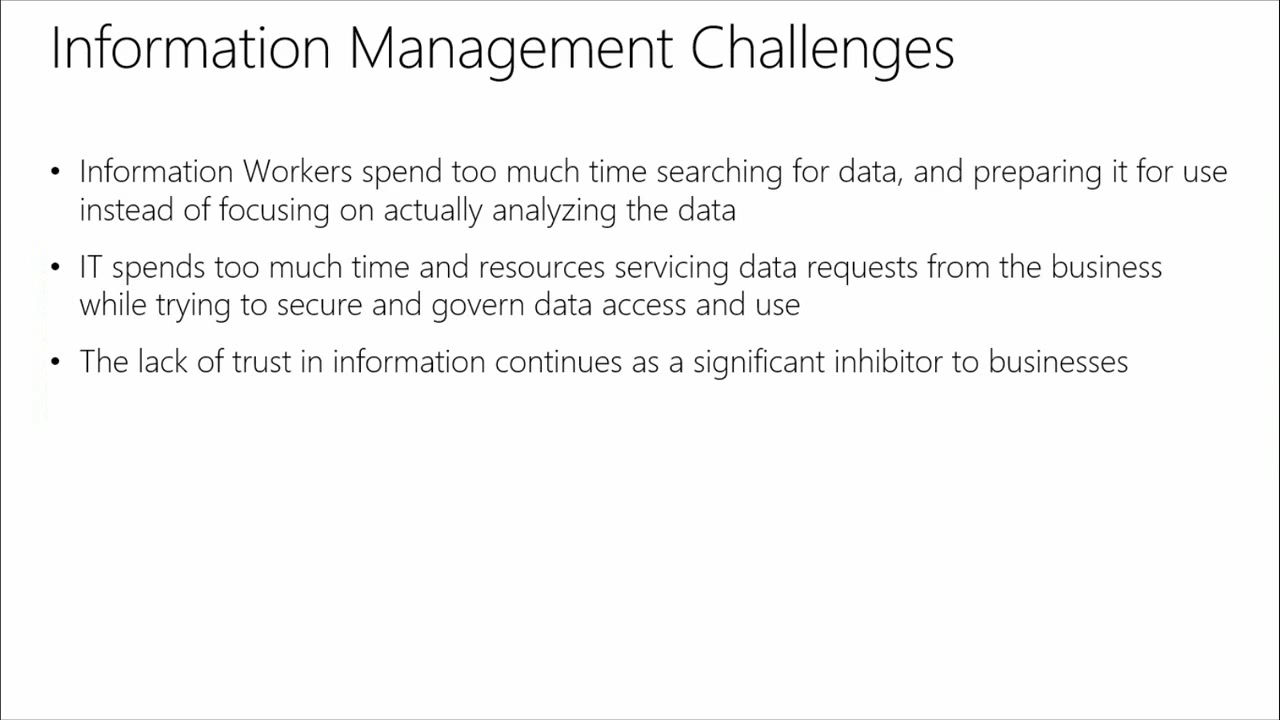 Information Management Challenges
• Information Workers spend too much time searching for data, and preparing it for use
instead of focusing on actually analyzing the data
• IT spends too much time and resources servicing data requests from the business
while trying to secure and govern data access and use
• The lack of trust in information continues as a significant inhibitor to businesses